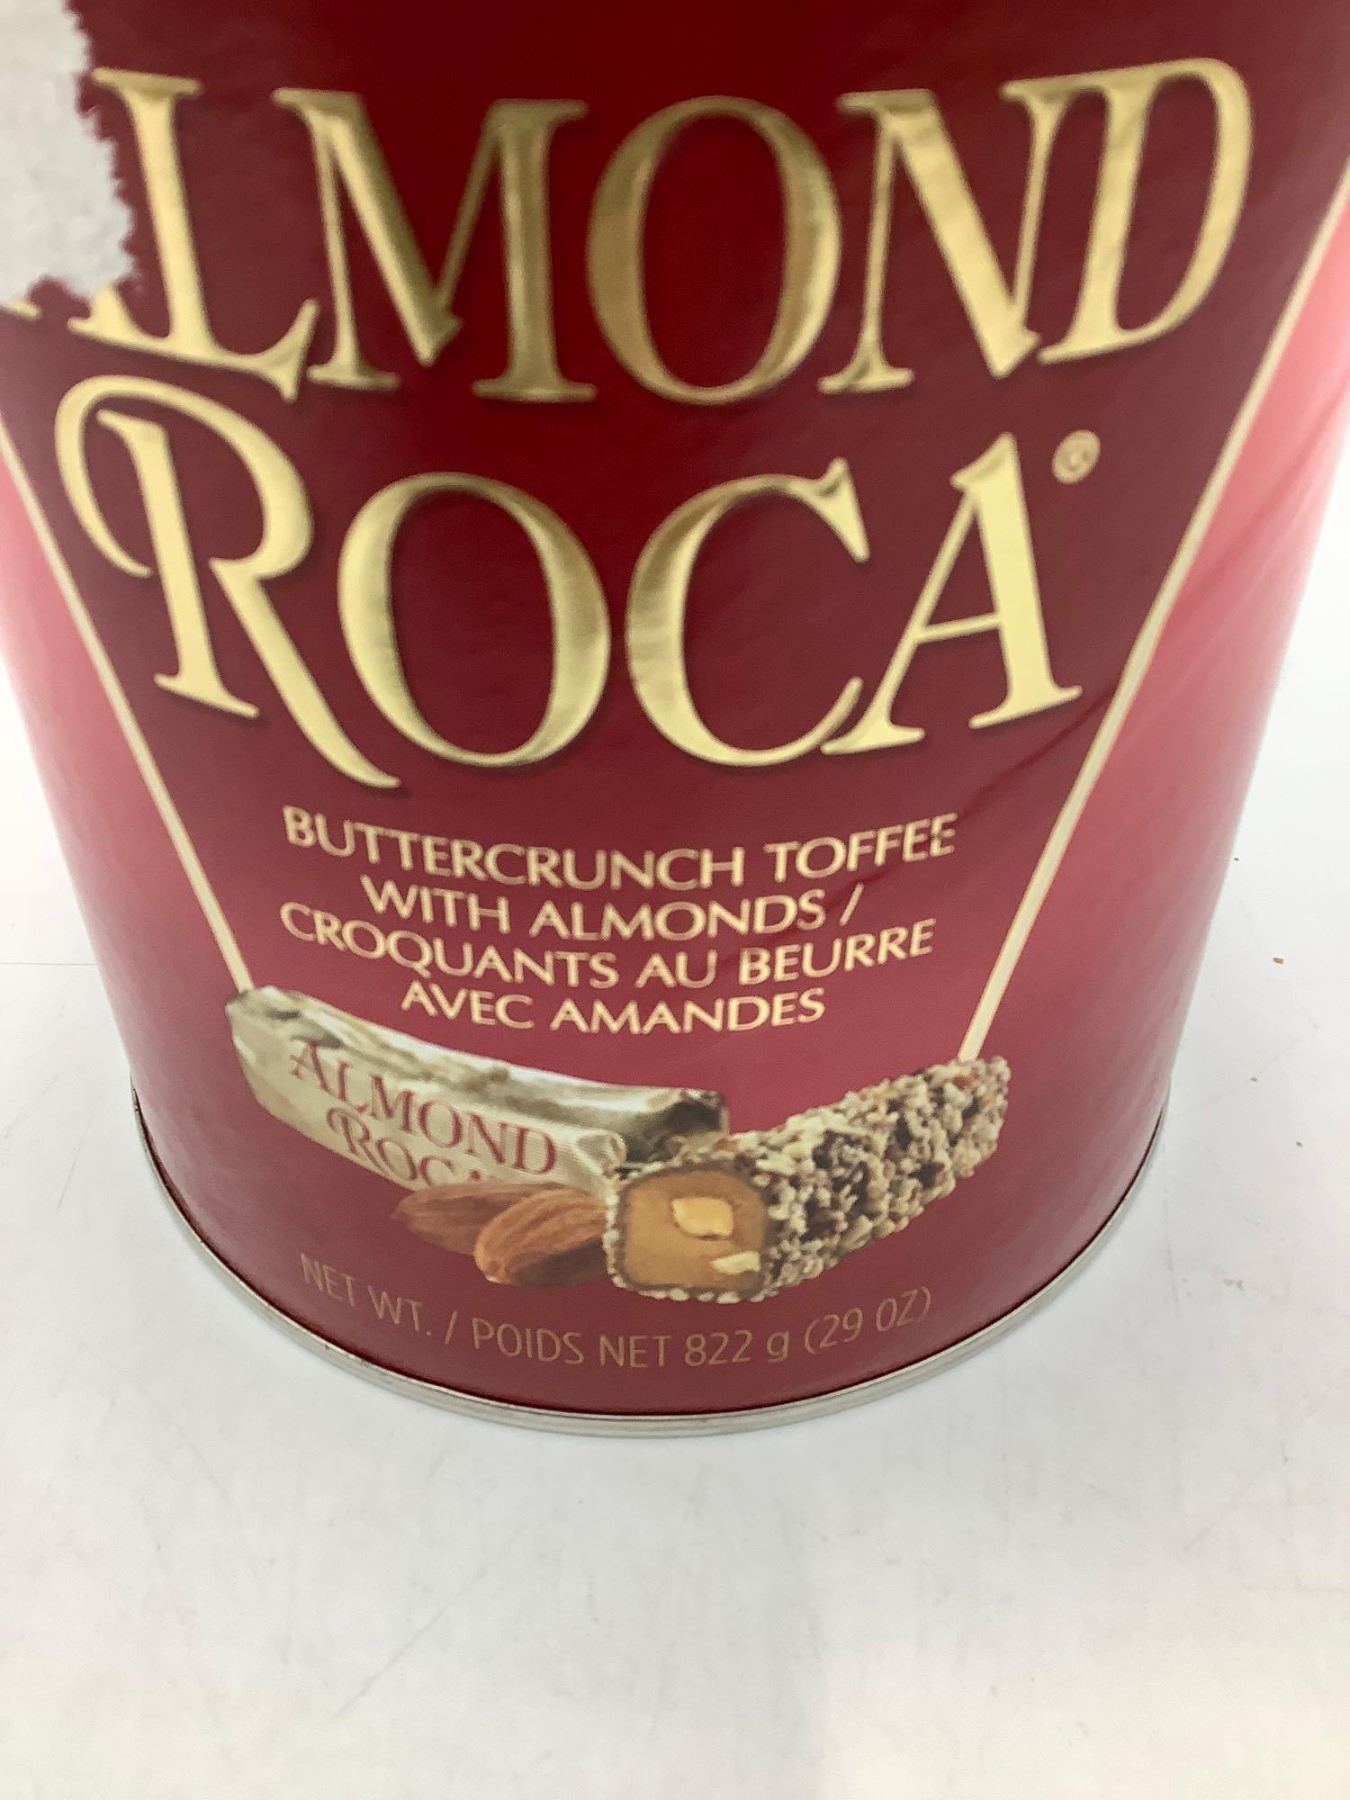 ALMOND
ROCA®
BUTTERCRUNCH TOFFEE
WITH ALMONDS /
CROQUANTS AU BEURRE
AVEC AMANDES
ALMOND
ROCA
NET WT. / POIDS NET 822 g (29 OZ)